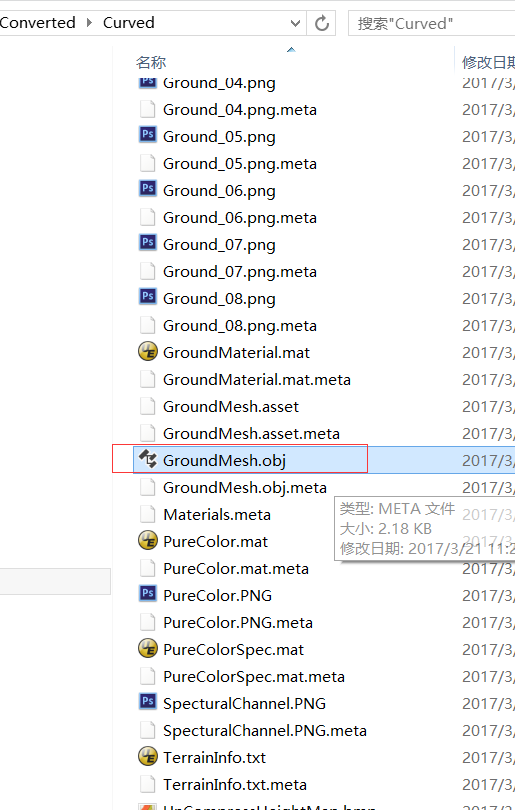 Converted Curved 搜索"Curved"
名称 修改日期
Ground_04.png 2017/3/
Ground_04.png.meta 2017/3/
Ground_05.png 2017/3/
Ground_05.png.meta 2017/3/
Ground_06.png 2017/3/
Ground_06.png.meta 2017/3/
Ground_07.png 2017/3/
Ground_07.png.meta 2017/3/
Ground_08.png 2017/3/
Ground_08.png.meta 2017/3/
GroundMaterial.mat 2017/3/
GroundMaterial.mat.meta 2017/3/
GroundMesh.asset 2017/3/
GroundMesh.asset.meta 2017/3/
GroundMesh.obj 2017/3/
GroundMesh.obj.meta 2017/3/
类型: META 文件
Materials.meta 2017/3/
大小: 2.18 KB
PureColor.mat
修改日期: 2017/3/21 11:2
PureColor.mat.meta 2017/3/
PureColor.PNG 2017/3/
PureColor.PNG.meta 2017/3/
PureColorSpec.mat 2017/3/
PureColorSpec.mat.meta 2017/3/
SpecturalChannel.PNG 2017/3/
SpecturalChannel.PNG.meta 2017/3/
TerrainInfo.txt 2017/3/
TerrainInfo.txt.meta 2017/3/
UnCompressHeightMap.bmp 2017/3/